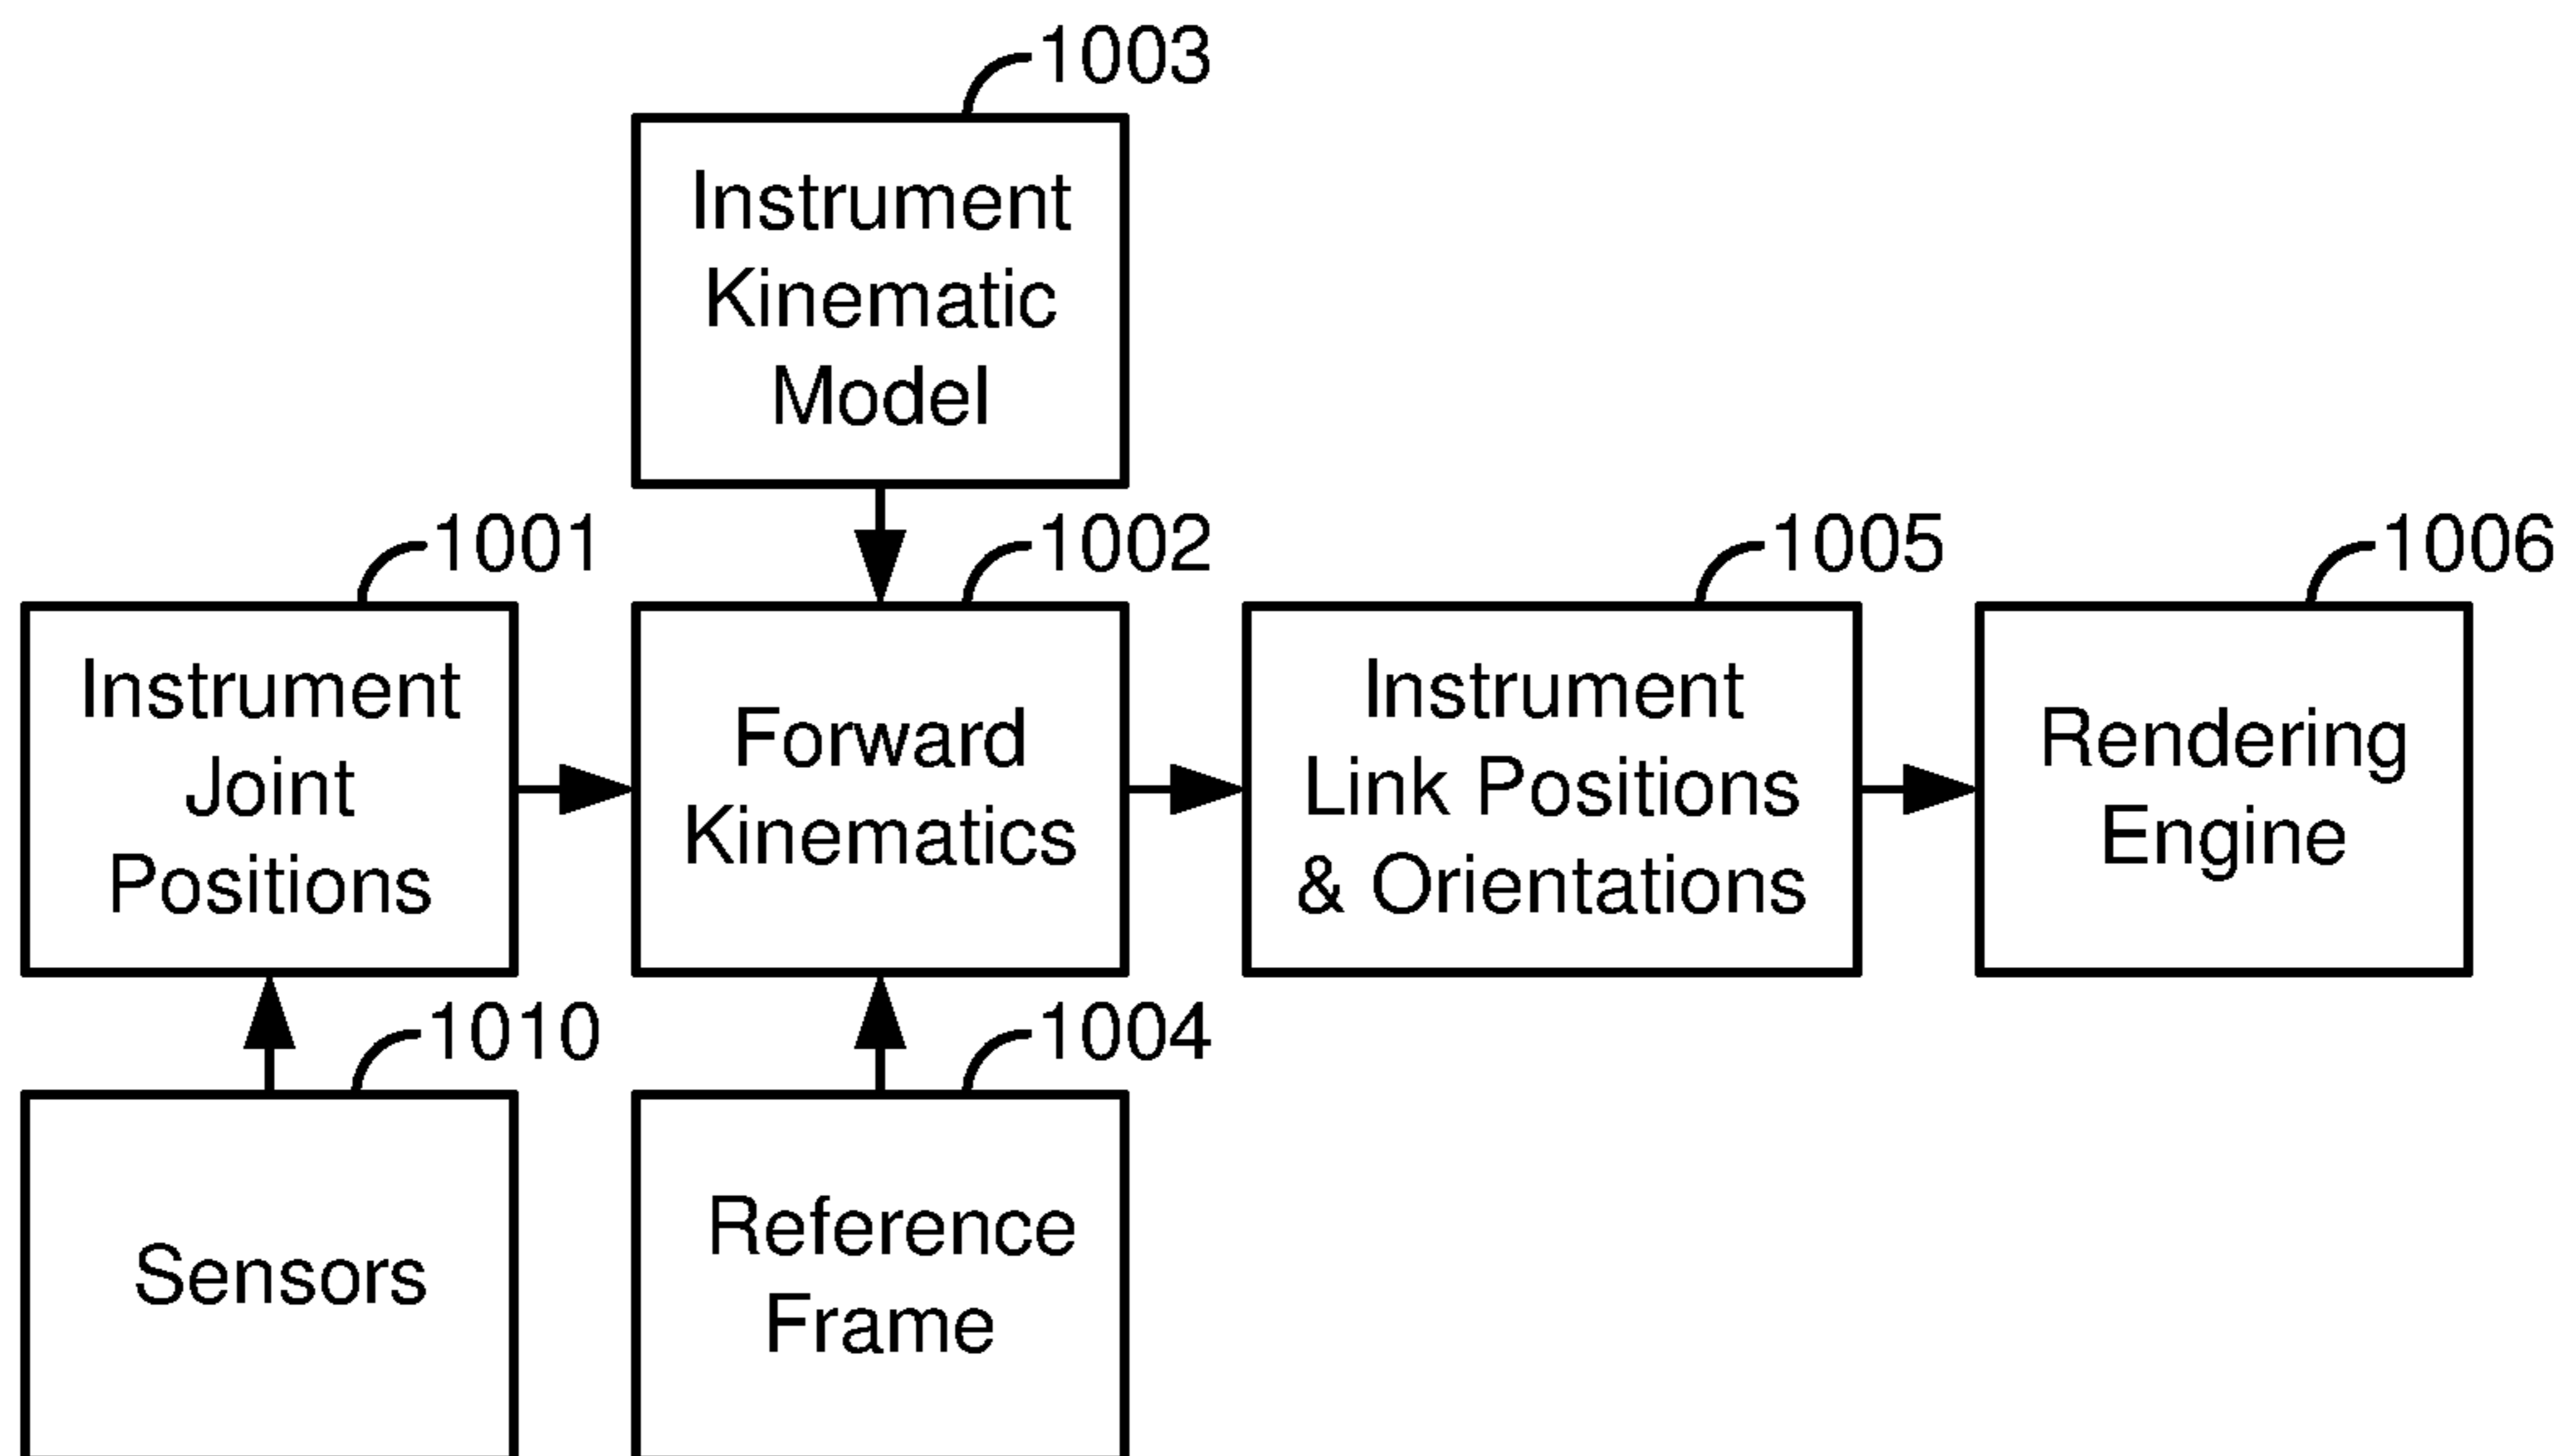 1003
Instrument
Kinematic
Model
1001
1002
1005
1006
Instrument
Joint
Positions
Forward
Kinematics
Instrument
Link Positions
& Orientations
Rendering
Engine
1010
1004
Sensors
Reference
Frame